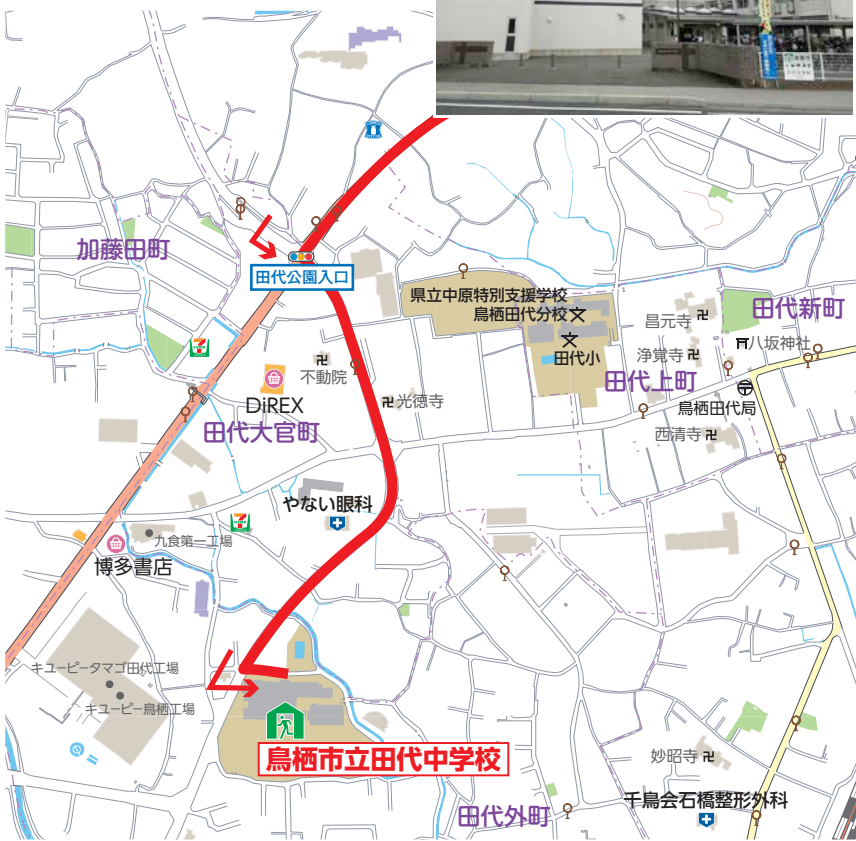 加藤田町
田代公園入口
県立中原特別支援学校
鳥栖田代分校
田代小
昌元寺
田代新町
八坂神社
浄覚寺
田代上町
鳥栖田代局
西清寺
不動院
DiREX
光徳寺
田代大官町
やない眼科
九食第一工場
博多書店
キユーピータマゴ田代工場
キユーピー鳥栖工場
鳥栖市立田代中学校
妙昭寺
千鳥会石橋整形外科
田代外町